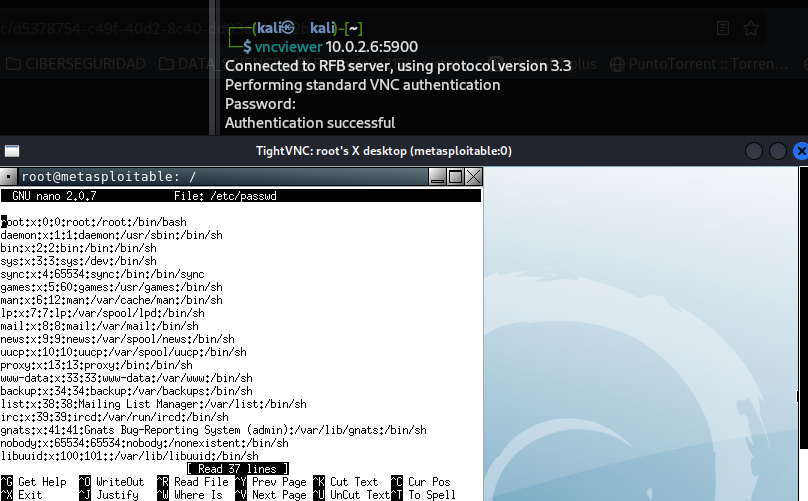 (kali㉿ kali)-[~]
$ vncviewer 10.0.2.6:5900
CIBERSEGURIDAD
Connected to RFB server, using protocol version 3.3
plus
PuntoTorrent :: Torren...
Performing standard VNC authentication
Password:
Authentication successful
TightVNC: root's X desktop (metasploitable:0)
root@metasploitable: /
GNU nano 2.0.7 File: /etc/passwd
root:x:0:0:root:/root:/bin/bash
daemon:x:1:1:daemon:/usr/sbin:/bin/sh
bin:x:2:2:bin:/bin:/bin/sh
sys:x:3:3:sys:/dev:/bin/sh
sync:x:4:65534:sync:/bin:/bin/sync
games:x:5:60:games:/usr/games:/bin/sh
man:x:6:12:man:/var/cache/man:/bin/sh
lp:x:7:7:lp:/var/spool/lpd:/bin/sh
mail:x:8:8:mail:/var/mail:/bin/sh
news:x:9:9:news:/var/spool/news:/bin/sh
uucp:x:10:10:uucp:/var/spool/uucp:/bin/sh
proxy:x:13:13:proxy:/bin:/bin/sh
www-data:x:33:33:www-data:/var/www:/bin/sh
backup:x:34:34:backup:/var/backups:/bin/sh
list:x:38:38:Mailing List Manager:/var/list:/bin/sh
irc:x:39:39:ircd:/var/run/ircd:/bin/sh
gnats:x:41:41:Gnats Bug-Reporting System (admin):/var/lib/gnats:/bin/sh
nobody:x:65534:65534:nobody:/nonexistent:/bin/sh
libuuid:x:100:101::/var/lib/libuuid:/bin/sh
[ Read 37 lines ]
^G Get Help ^O WriteOut ^R Read File ^Y Prev Page ^K Cut Text ^C Cur Pos
^X Exit ^J Justify ^W Where Is ^V Next Page ^U UnCut Text ^T To Spell